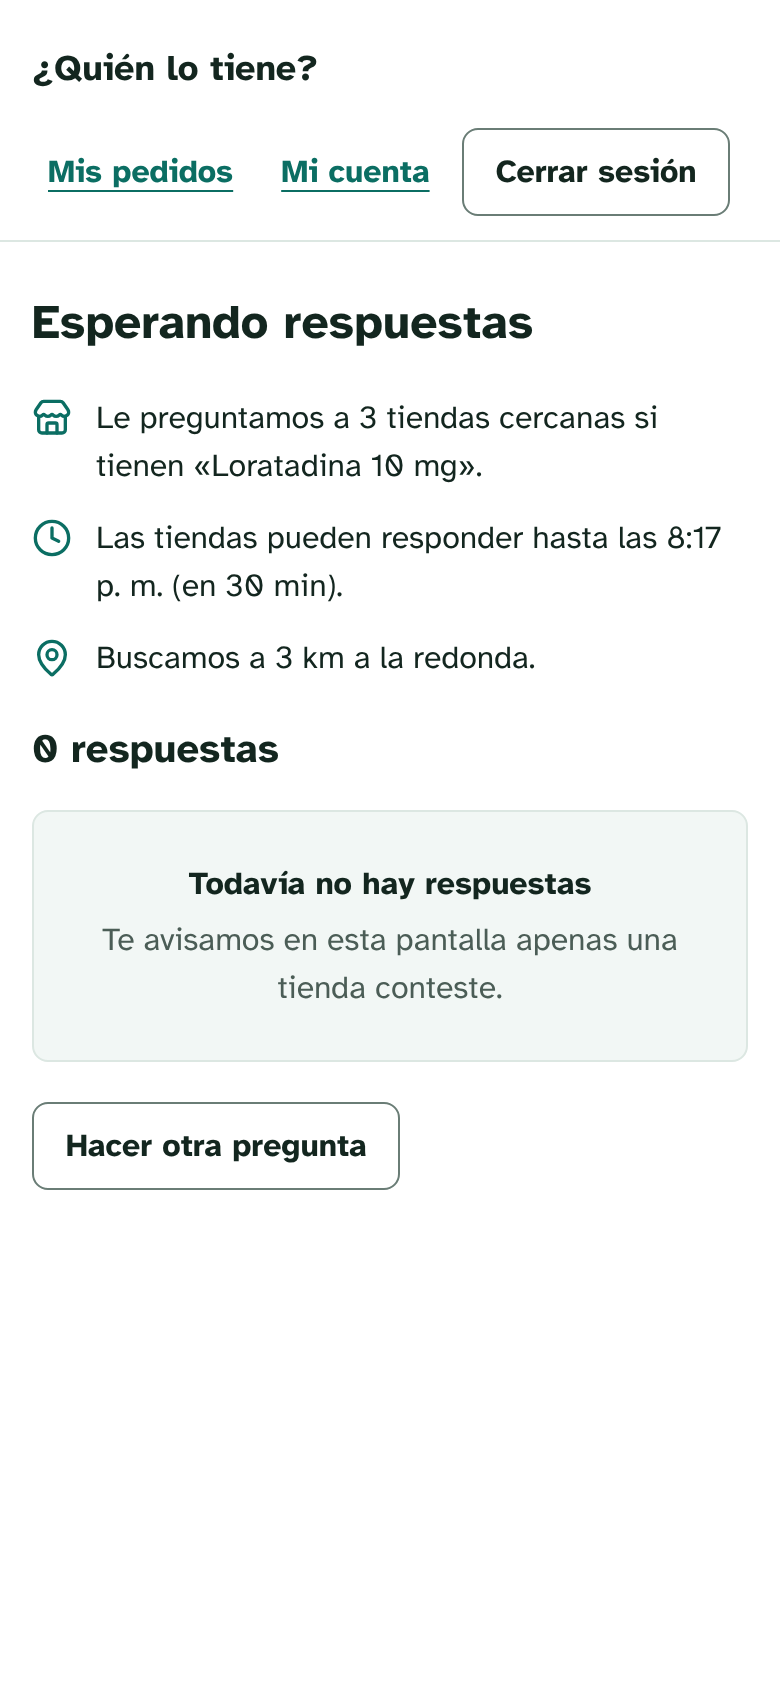 ¿Quién lo tiene?
Mis pedidos Mi cuenta Cerrar sesión
Esperando respuestas
Le preguntamos a 3 tiendas cercanas si
tienen «Loratadina 10 mg».
Las tiendas pueden responder hasta las 8:17
p. m. (en 30 min).
Buscamos a 3 km a la redonda.
0 respuestas
Todavía no hay respuestas
Te avisamos en esta pantalla apenas una
tienda conteste.
Hacer otra pregunta